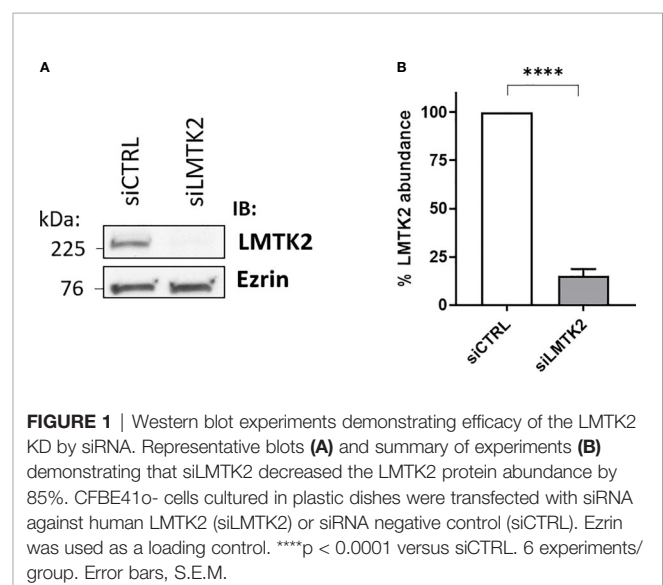 A
siCTRL
siLMTK2
IB:
kDa:
225
LMTK2
76
Ezrin
B
****
% LMTK2 abundance
100
75
50
25
0
siCTRL
siLMTK2
FIGURE 1 | Western blot experiments demonstrating efficacy of the LMTK2
KD by siRNA. Representative blots (A) and summary of experiments (B)
demonstrating that siLMTK2 decreased the LMTK2 protein abundance by
85%. CFBE41o- cells cultured in plastic dishes were transfected with siRNA
against human LMTK2 (siLMTK2) or siRNA negative control (siCTRL). Ezrin
was used as a loading control. ****p < 0.0001 versus siCTRL. 6 experiments/
group. Error bars, S.E.M.